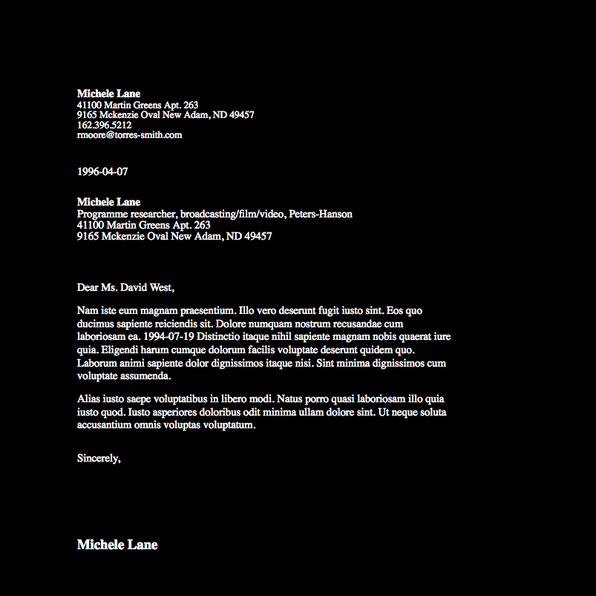 Michele Lane
41100 Martin Greens Apt. 263
9165 Mckenzie Oval New Adam, ND 49457
162.396.5212
rmoore@torres-smith.com
1996-04-07
Michele Lane
Programme researcher, broadcasting/film/video, Peters-Hanson
41100 Martin Greens Apt. 263
9165 Mckenzie Oval New Adam, ND 49457
Dear Ms. David West,
Nam iste eum magnam praesentium. Illo vero deserunt fugit iusto sint. Eos quo
ducimus sapiente reiciendis sit. Dolore numquam nostrum recusandae cum
laboriosam ea. 1994-07-19 Distinctio itaque nihil sapiente magnam nobis quaerat iure
quia. Eligendi harum cumque dolorum facilis voluptate deserunt quidem quo.
Laborum animi sapiente dolor dignissimos itaque nisi. Sint minima dignissimos cum
voluptate assumenda.
Alias iusto saepe voluptatibus in libero modi. Natus porro quasi laboriosam illo quia
iusto quod. Iusto asperiores doloribus odit minima ullam dolore sint. Ut neque soluta
accusantium omnis voluptas voluptatum.
Sincerely,
Michele Lane